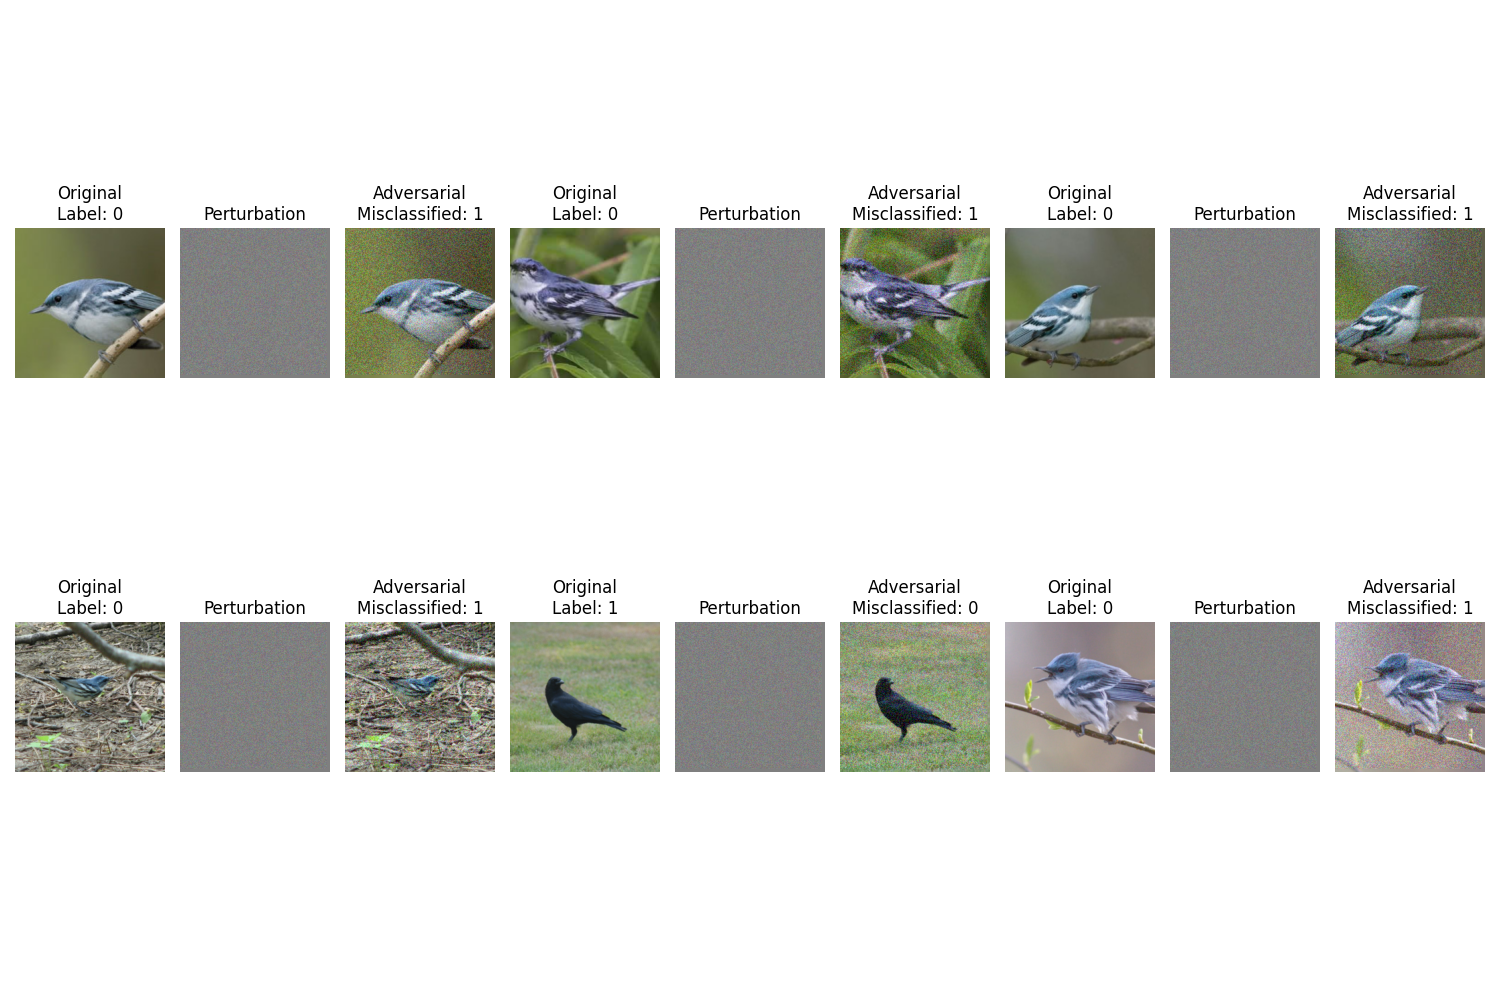 Original
Label: 0
Perturbation
Adversarial
Misclassified: 1
Original
Label: 0
Perturbation
Adversarial
Misclassified: 1
Original
Label: 0
Perturbation
Adversarial
Misclassified: 1
Original
Label: 0
Perturbation
Adversarial
Misclassified: 1
Original
Label: 1
Perturbation
Adversarial
Misclassified: 0
Original
Label: 0
Perturbation
Adversarial
Misclassified: 1